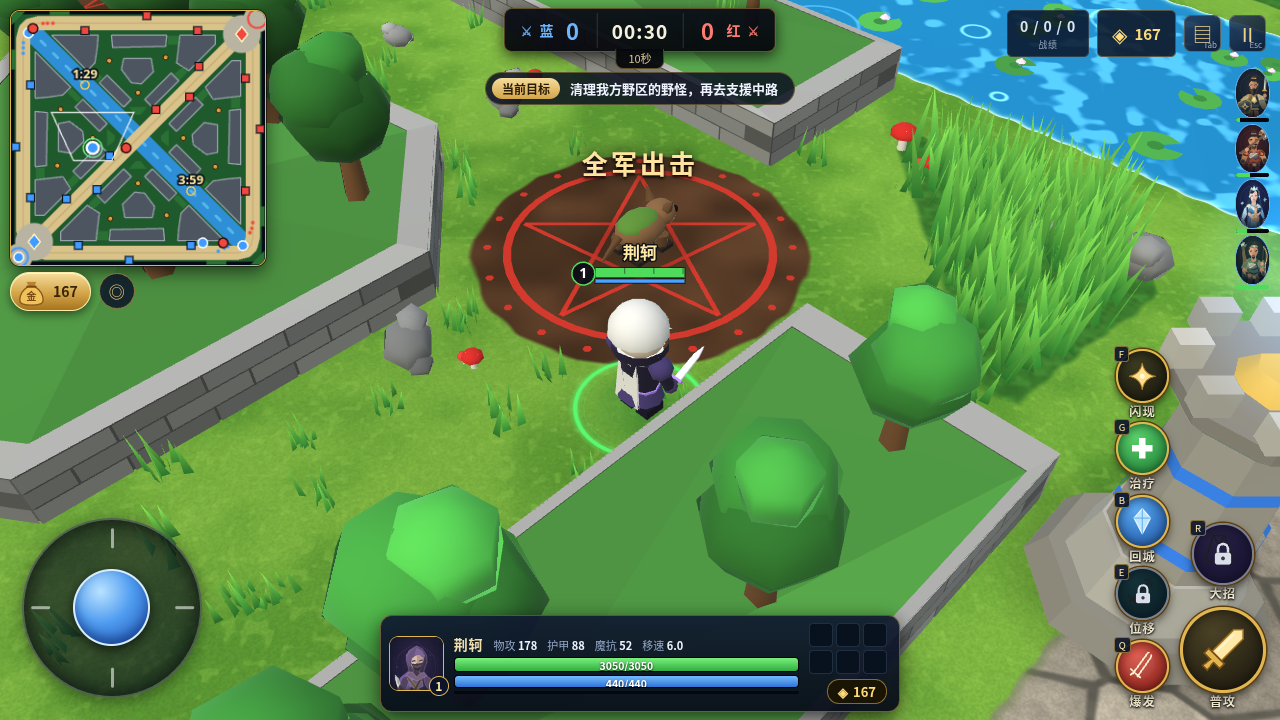 1:29
3:59
蓝 0
00:30
0 红
10秒
当前目标 清理我方野区的野怪，再去支援中路
0 / 0 / 0
战绩
167
Tab
Esc
金 167
全军出击
荆轲
1
F
闪现
G
治疗
B
回城
R
大招
E
位移
Q
爆发
普攻
荆轲 物攻 178 护甲 88 魔抗 52 移速 6.0
3050/3050
440/440
1
167